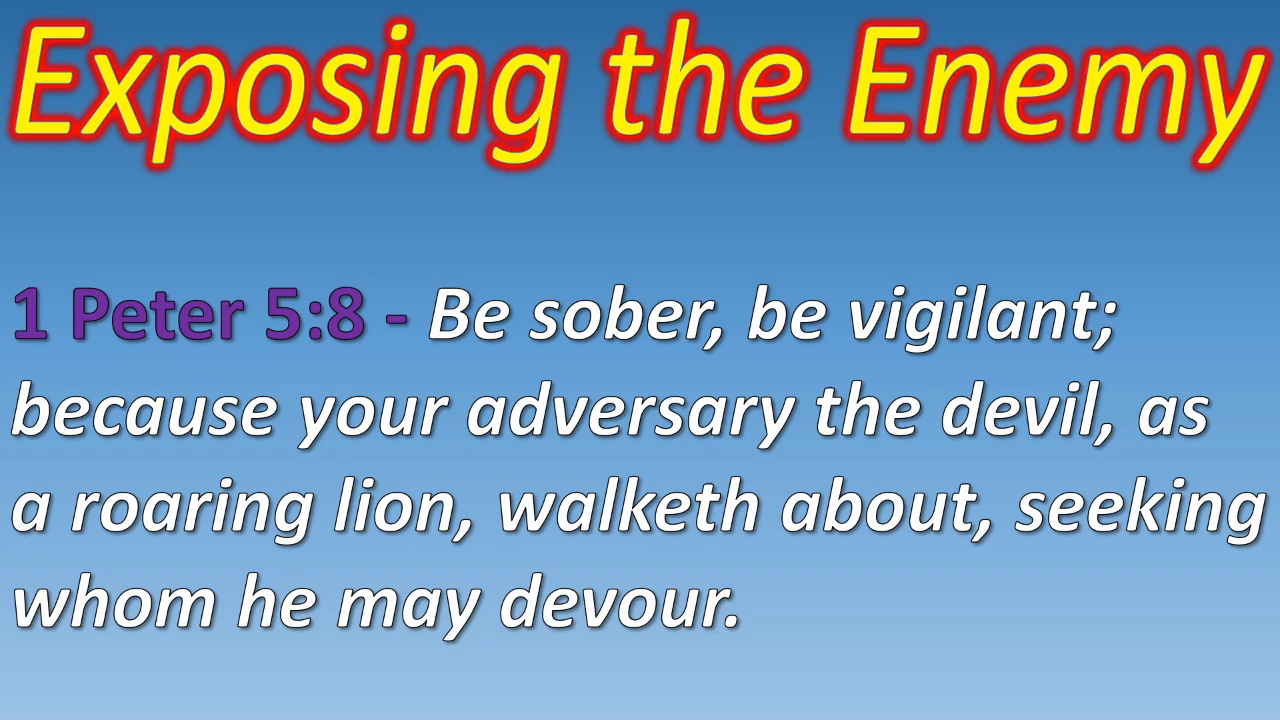 Exposing the Enemy
1 Peter 5:8 - Be sober, be vigilant;
because your adversary the devil, as
a roaring lion, walketh about, seeking
whom he may devour.